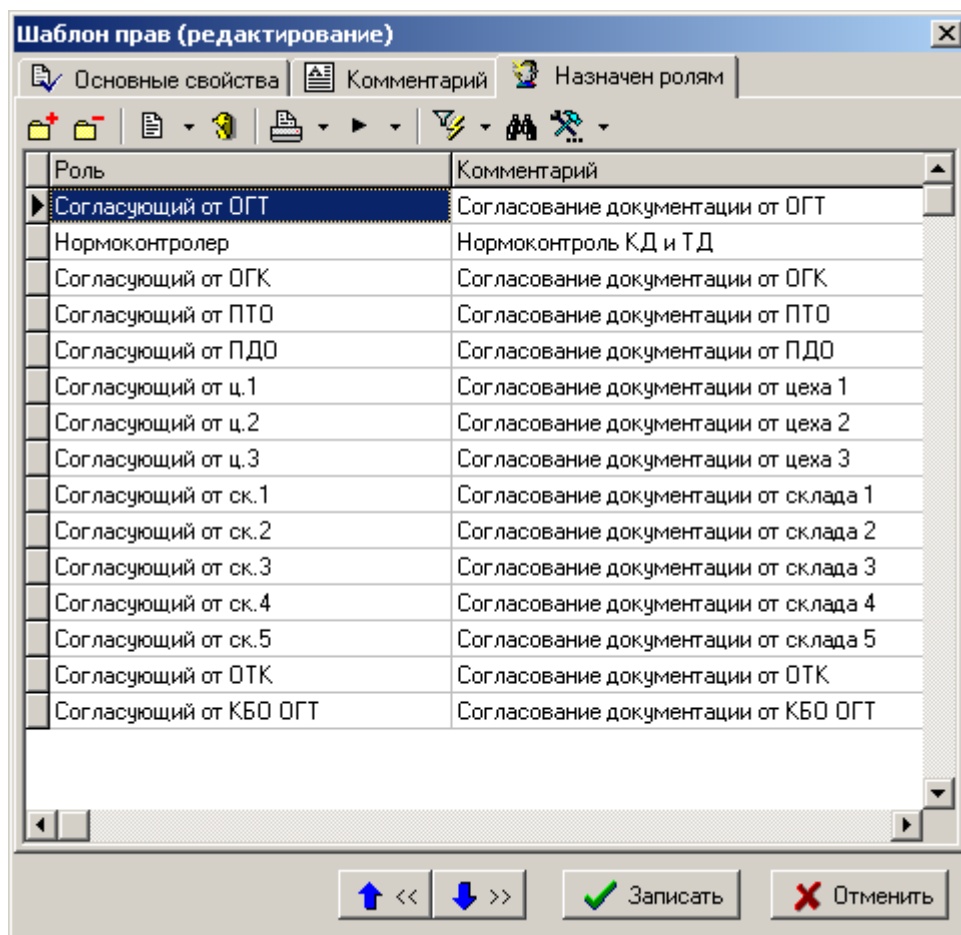 Шаблон прав (редактирование)
Основные свойства Комментарий Назначен ролям
Роль Комментарий
Согласующий от ОГТ Согласование документации от ОГТ
Нормоконтролер Нормоконтроль КД и ТД
Согласующий от ОГК Согласование документации от ОГК
Согласующий от ПТО Согласование документации от ПТО
Согласующий от ПДО Согласование документации от ПДО
Согласующий от ц.1 Согласование документации от цеха 1
Согласующий от ц.2 Согласование документации от цеха 2
Согласующий от ц.3 Согласование документации от цеха 3
Согласующий от ск.1 Согласование документации от склада 1
Согласующий от ск.2 Согласование документации от склада 2
Согласующий от ск.3 Согласование документации от склада 3
Согласующий от ск.4 Согласование документации от склада 4
Согласующий от ск.5 Согласование документации от склада 5
Согласующий от ОТК Согласование документации от ОТК
Согласующий от КБО ОГТ Согласование документации от КБО ОГТ
<< >> Записать Отменить